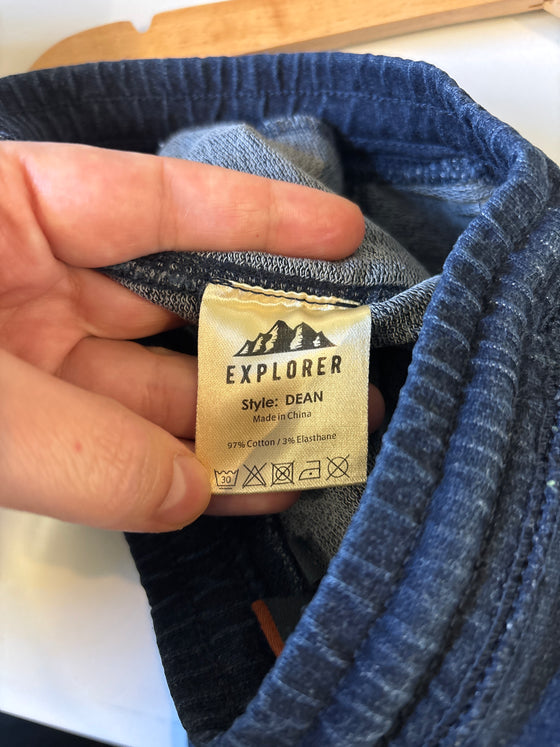 EXPLORER
Style: DEAN
Made in China
97% Cotton / 3% Elasthane
30